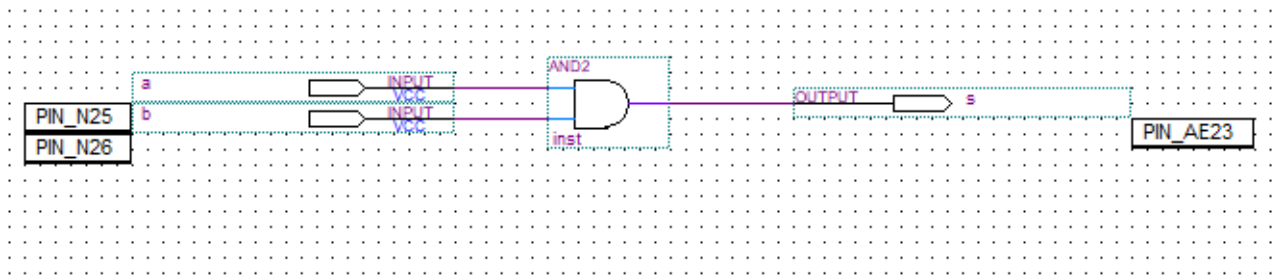 AND2
a
INPUT
VCC
PIN_N25
b
INPUT
VCC
OUTPUT
s
PIN_N26
inst
PIN_AE23